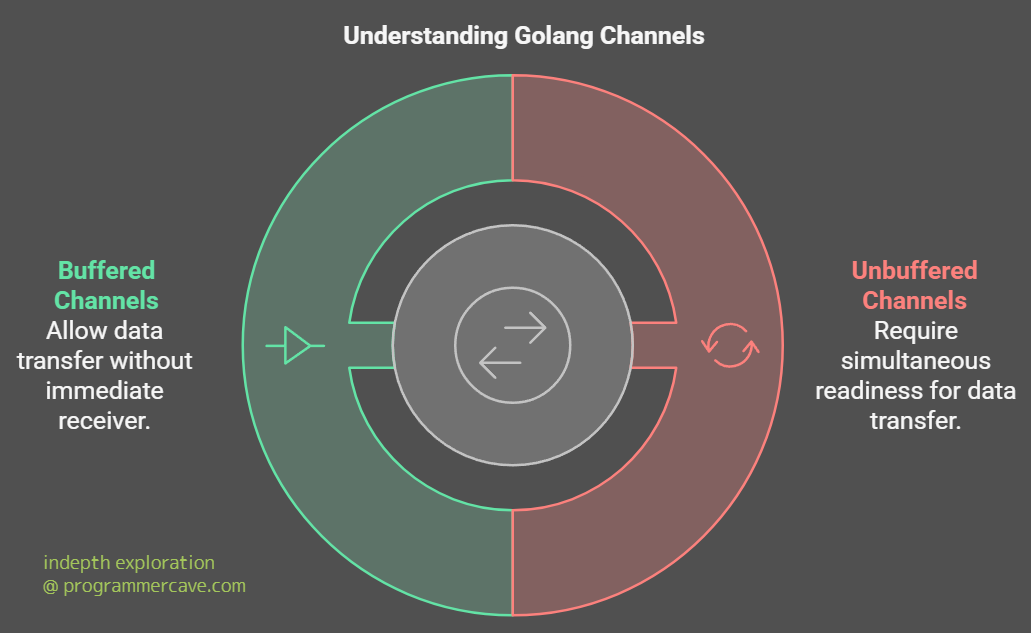 Understanding Golang Channels
Buffered
Channels
Allow data
transfer without
immediate
receiver.
Unbuffered
Channels
Require
simultaneous
readiness for data
transfer.
indepth exploration
@ programmercave.com